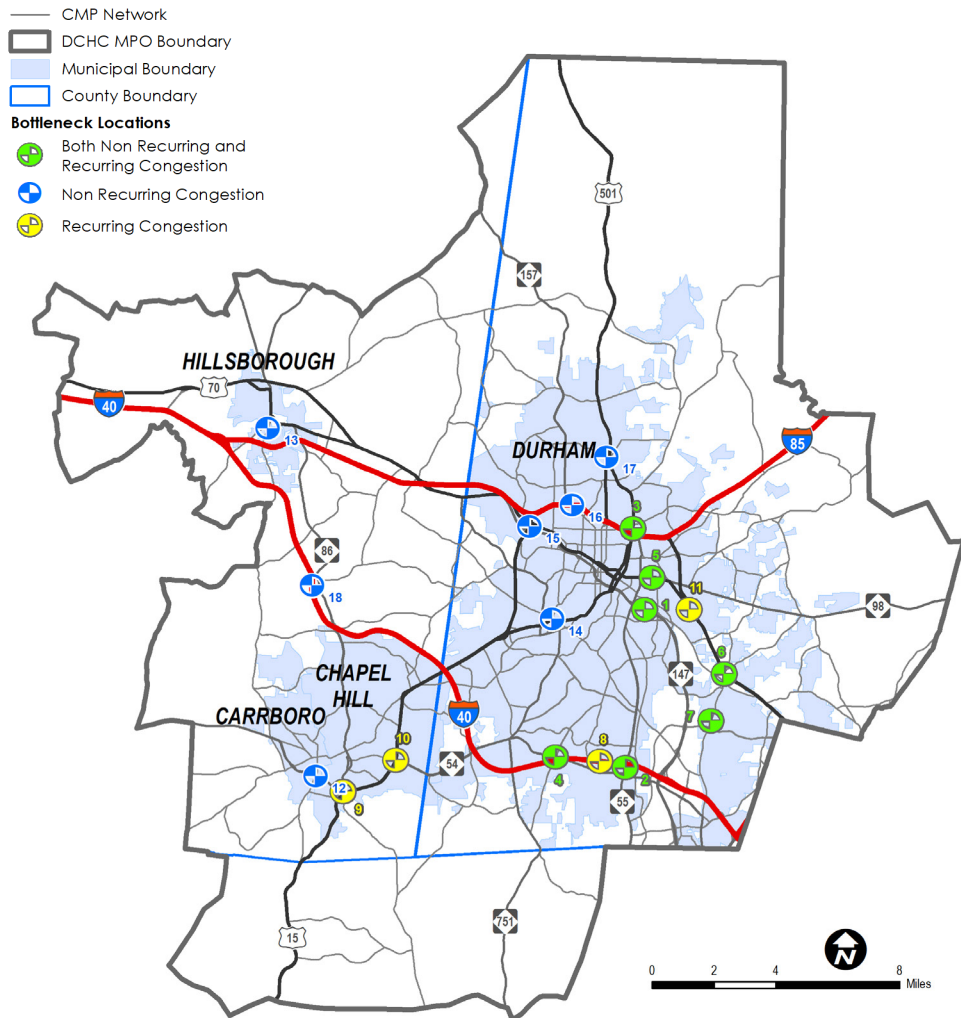 CMP Network
DCHC MPO Boundary
Municipal Boundary
County Boundary
Bottleneck Locations
Both Non Recurring and
Recurring Congestion
Non Recurring Congestion
Recurring Congestion
501
157
HILLSBOROUGH
70
40
13
85
DURHAM
17
3
16
15
5
86
11
1
98
18
14
6
147
CHAPEL
HILL
7
CARRBORO
40
10
8
54
12
4
2
9
55
751
15
N
0 2 4 8
Miles